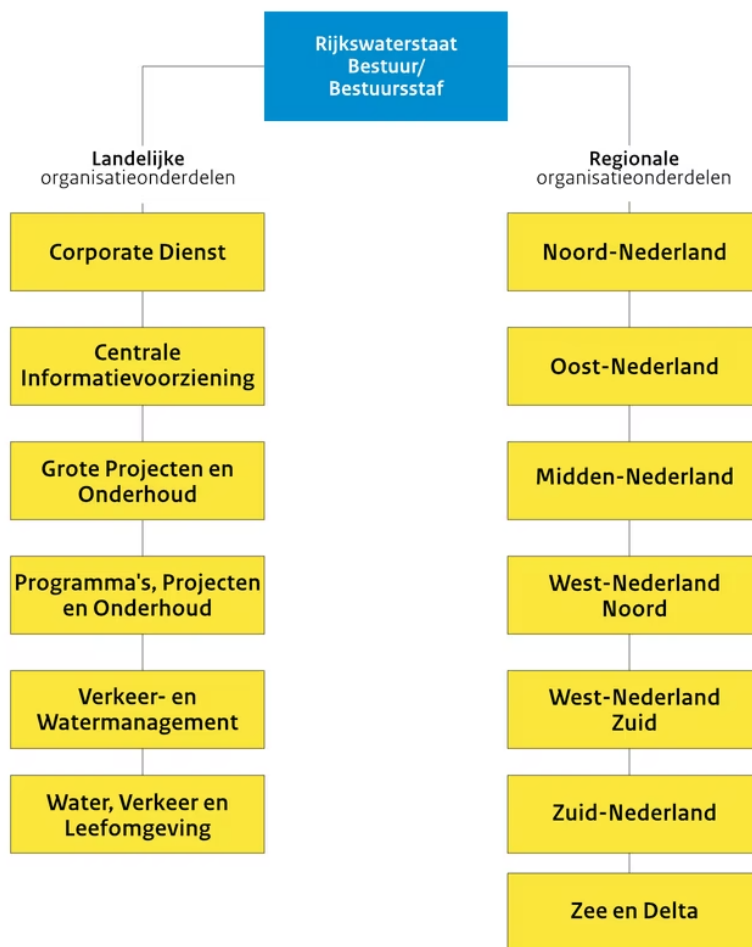 Rijkswaterstaat
Bestuur/
Bestuursstaf
Landelijke
organisatieonderdelen
Corporate Dienst
Centrale
Informatievoorziening
Grote Projecten en
Onderhoud
Programma's, Projecten
en Onderhoud
Verkeer- en
Watermanagement
Water, Verkeer en
Leefomgeving
Regionale
organisatieonderdelen
Noord-Nederland
Oost-Nederland
Midden-Nederland
West-Nederland
Noord
West-Nederland
Zuid
Zuid-Nederland
Zee en Delta